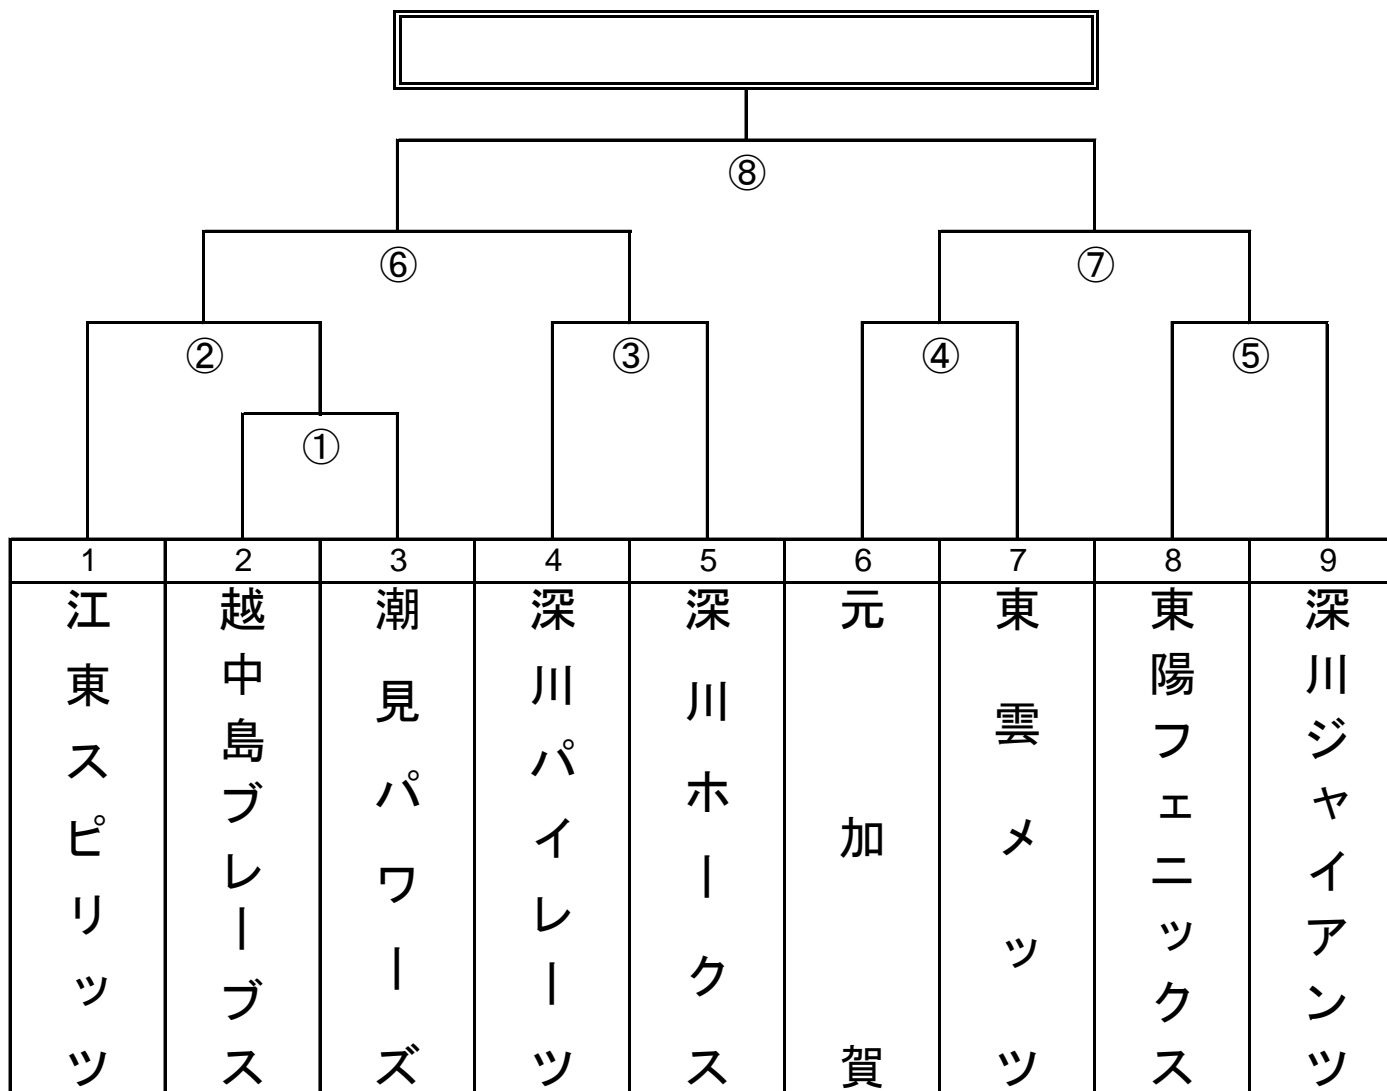 ⑧
⑥
⑦
②
③
④
⑤
①
1
2
3
4
5
6
7
8
9
江東スピリッツ
越中島ブレーブス
潮見パワーズ
深川パイレーツ
深川ホークス
元加賀
東雲メッツ
東陽フェニックス
深川ジャイアンツ